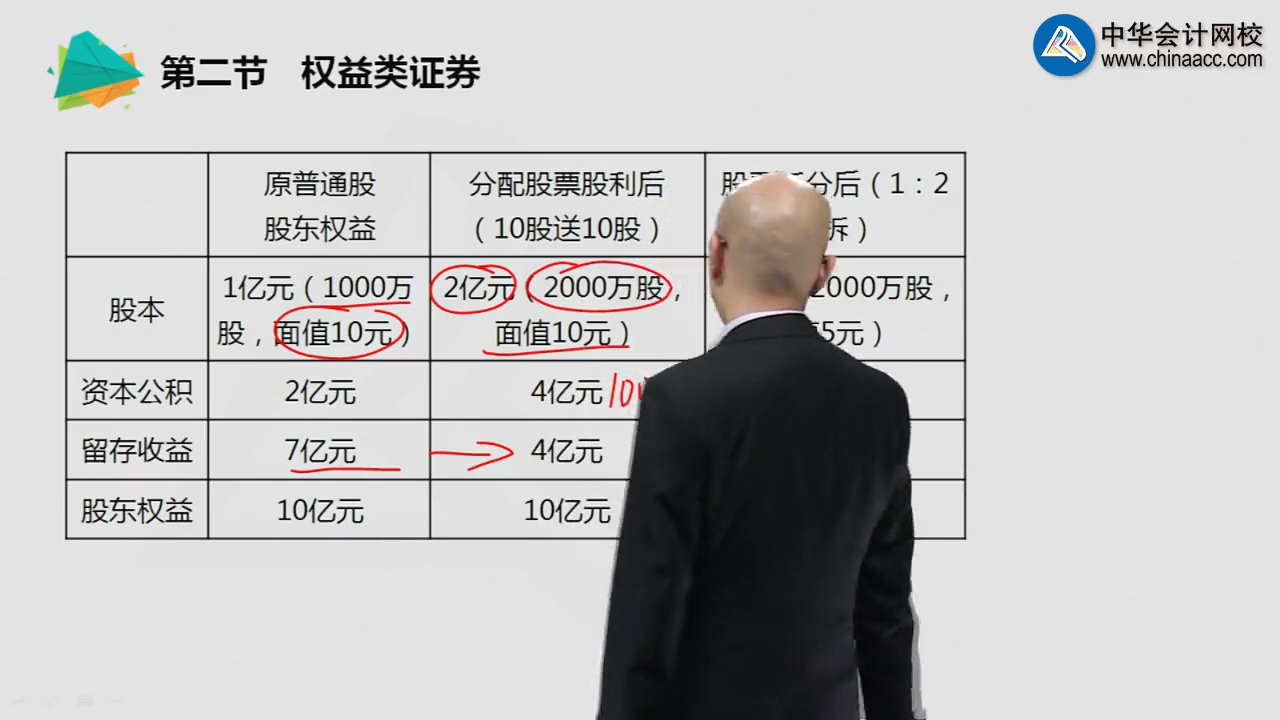 中华会计网校
www.chinaacc.com
第二节 权益类证券
原普通股
股东权益
分配股票股利后
（10股送10股）
分后（1：2
拆）
股本
1亿元（1000万
股，面值10元）
2亿元（2000万股，
面值10元）
2000万股，
5元）
资本公积
2亿元
4亿元
留存收益
7亿元
4亿元
股东权益
10亿元
10亿元